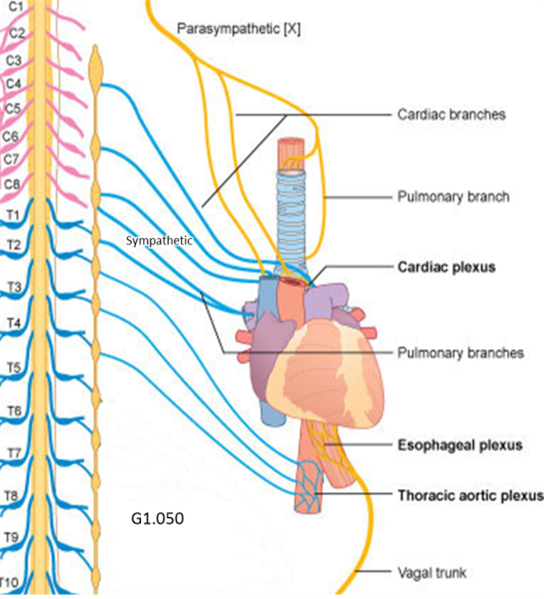 C1
Parasympathetic [X]
C2
C3
C4
C5
Cardiac branches
C6
C7
C8
Pulmonary branch
T1
Sympathetic
T2
Cardiac plexus
T3
T4
Pulmonary branches
T5
T6
Esophageal plexus
T7
T8
Thoracic aortic plexus
G1.050
T9
Vagal trunk
T10